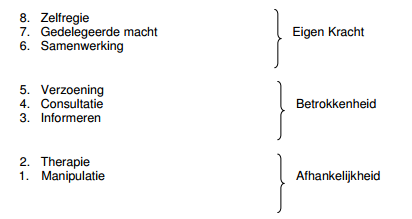 8. Zelfregie
7. Gedelegeerde macht
6. Samenwerking
Eigen Kracht
5. Verzoening
4. Consultatie
3. Informeren
Betrokkenheid
2. Therapie
1. Manipulatie
Afhankelijkheid